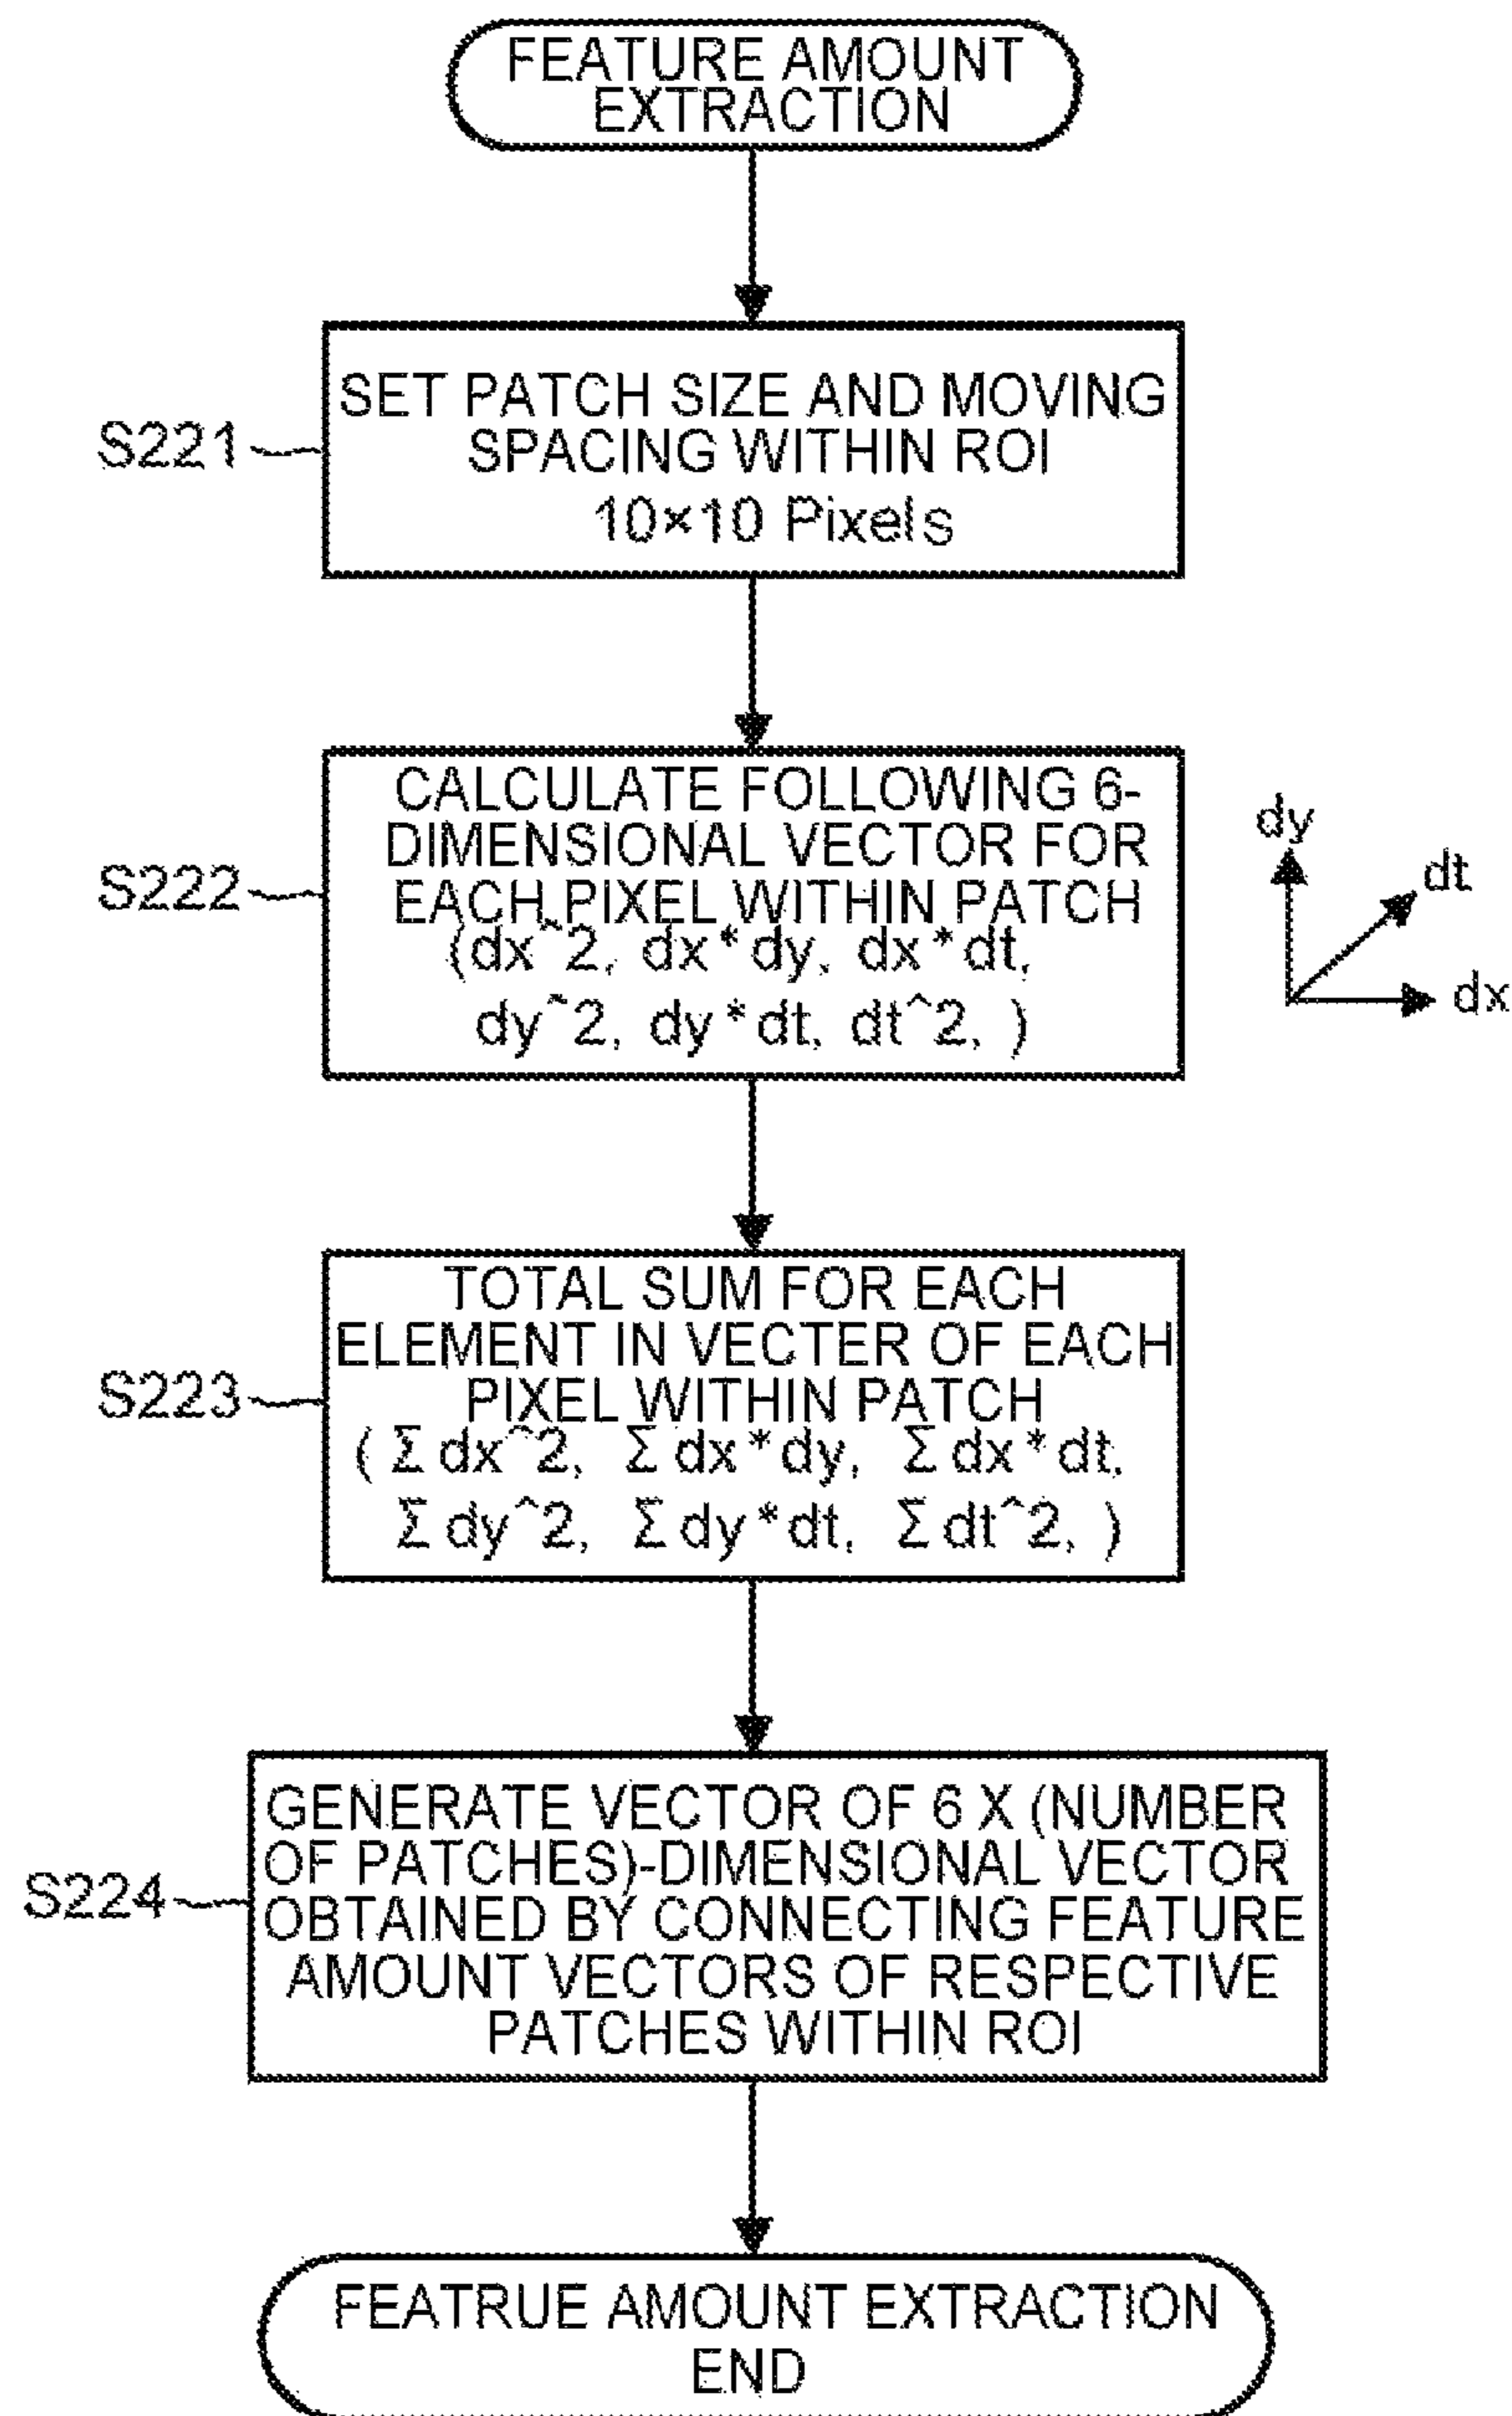 FEATURE AMOUNT
EXTRACTION
S221
SET PATCH SIZE AND MOVING
SPACING WITHIN ROI
10×10 Pixels
S222
CALCULATE FOLLOWING 6-
DIMENSIONAL VECTOR FOR
EACH PIXEL WITHIN PATCH
(dx^2, dx*dy, dx*dt,
dy^2, dy*dt, dt^2, )
dy
dt
dx
S223
TOTAL SUM FOR EACH
ELEMENT IN VECTER OF EACH
PIXEL WITHIN PATCH
( Σdx^2, Σdx*dy, Σdx*dt,
Σdy^2, Σdy*dt, Σdt^2, )
S224
GENERATE VECTOR OF 6 X (NUMBER
OF PATCHES)-DIMENSIONAL VECTOR
OBTAINED BY CONNECTING FEATURE
AMOUNT VECTORS OF RESPECTIVE
PATCHES WITHIN ROI
FEATRUE AMOUNT EXTRACTION
END